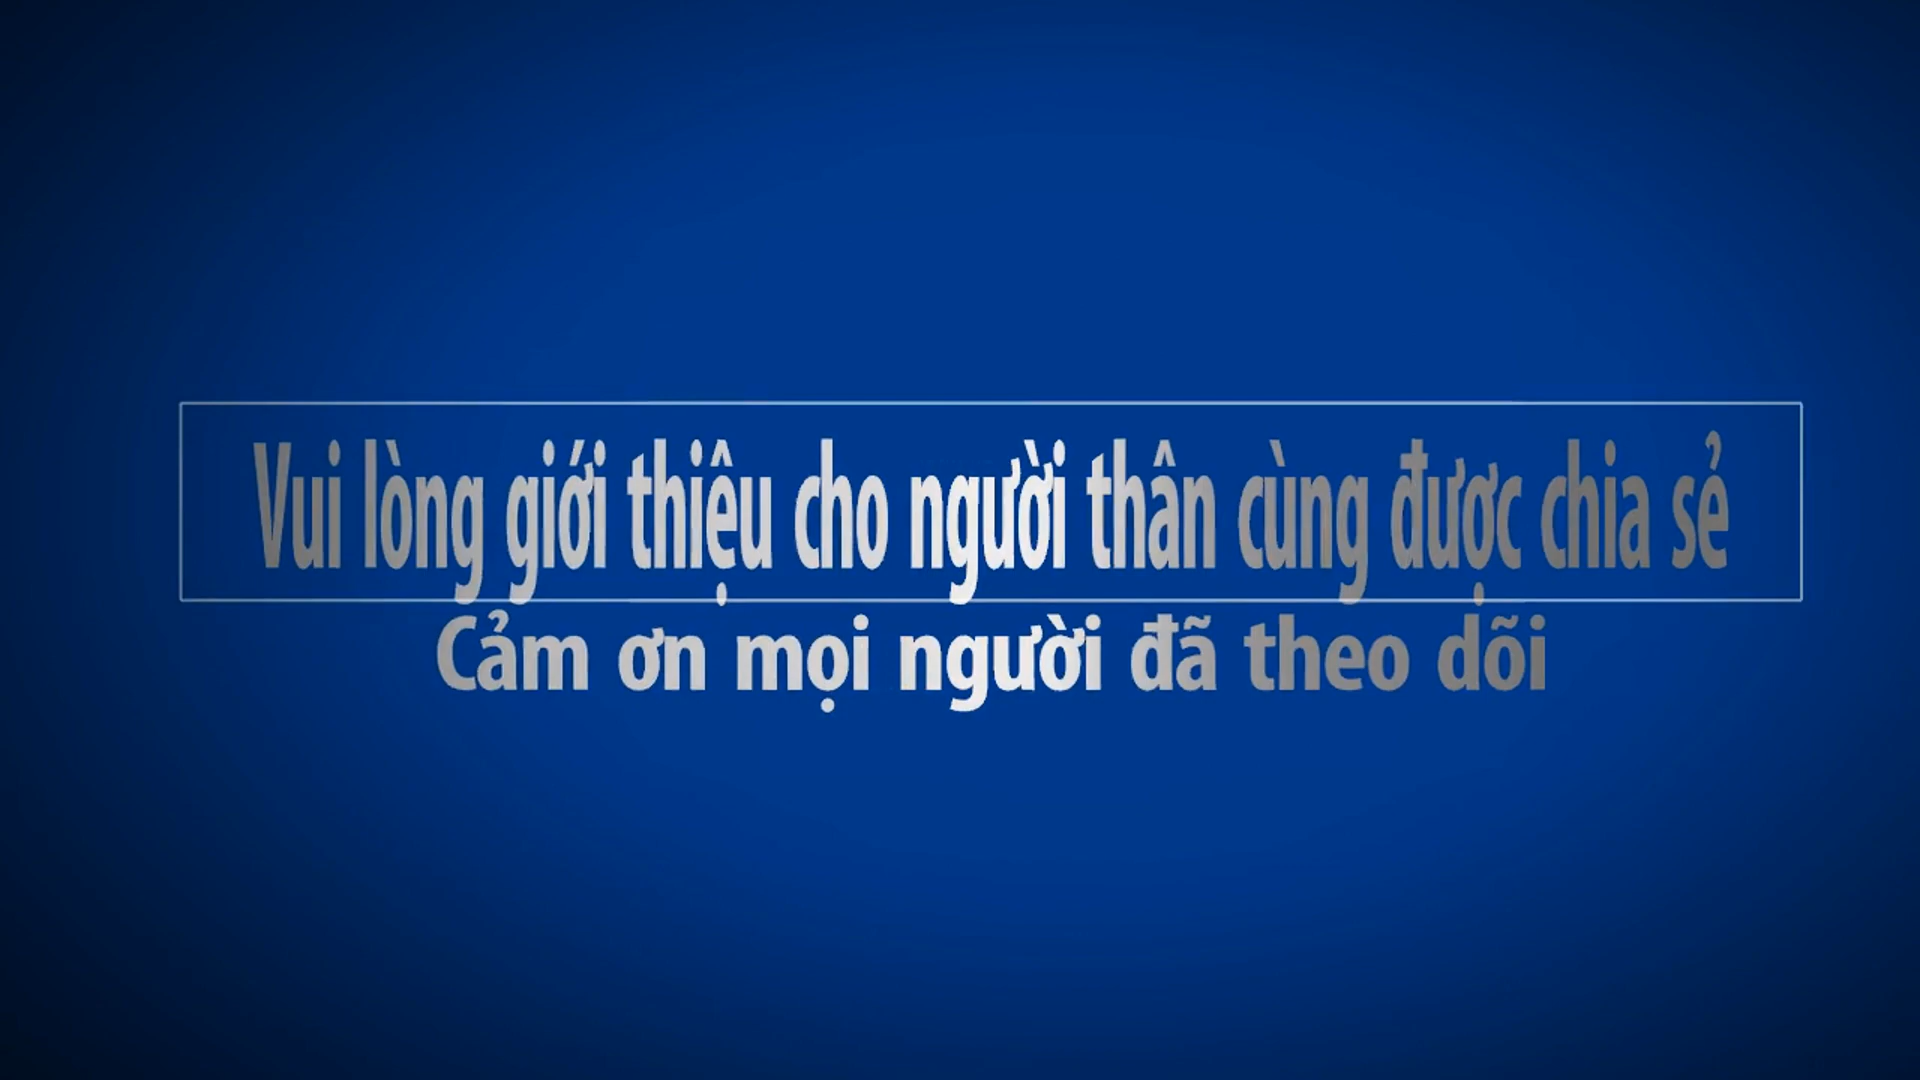 Vui lòng giới thiệu cho người thân cùng được chia sẻ
Cảm ơn mọi người đã theo dõi